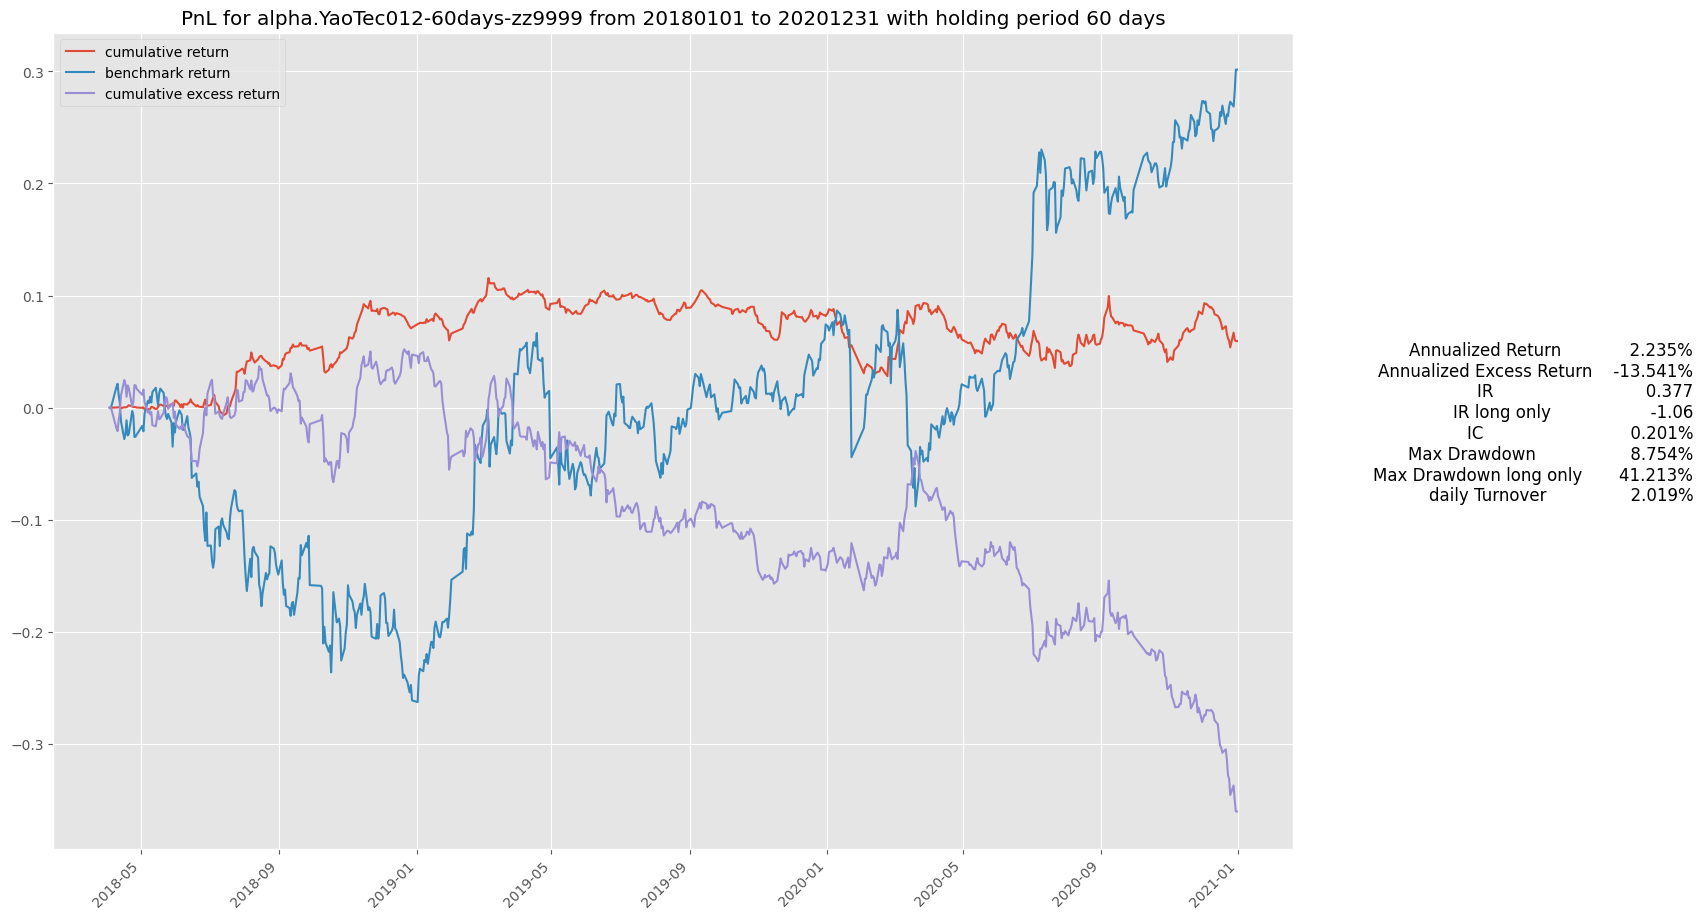 PnL for alpha.YaoTec012-60days-zz9999 from 20180101 to 20201231 with holding period 60 days
cumulative return
benchmark return
cumulative excess return
0.3
0.2
0.1
0.0
−0.1
−0.2
−0.3
2018-05
2018-09
2019-01
2019-05
2019-09
2020-01
2020-05
2020-09
2021-01
Annualized Return 2.235%
Annualized Excess Return -13.541%
IR 0.377
IR long only -1.06
IC 0.201%
Max Drawdown 8.754%
Max Drawdown long only 41.213%
daily Turnover 2.019%